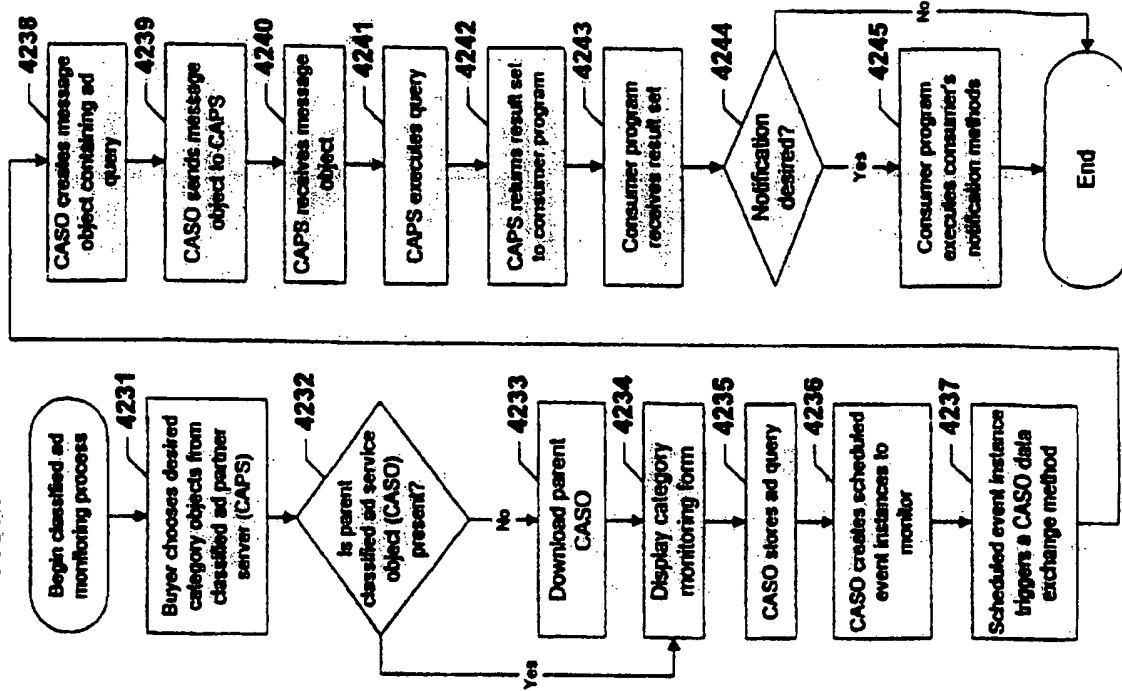 Begin classified ad
monitoring process
4231
Buyer chooses desired
category objects from
classified ad partner
server (CAPS)
4232
Is parent
classified ad service
object (CASO)
present?
Yes
No
4233
Download parent
CASO
4234
Display category
monitoring form
4235
CASO stores ad query
4236
CASO creates scheduled
event instances to
monitor
4237
Scheduled event instance
triggers a CASO data
exchange method
4238
CASO creates message
object containing ad
query
4239
CASO sends message
object to CAPS
4240
CAPS receives message
object
4241
CAPS executes query
4242
CAPS returns result set
to consumer program
4243
Consumer program
receives result set
4244
Notification
desired?
No
Yes
4245
Consumer program
executes consumer's
notification methods
End